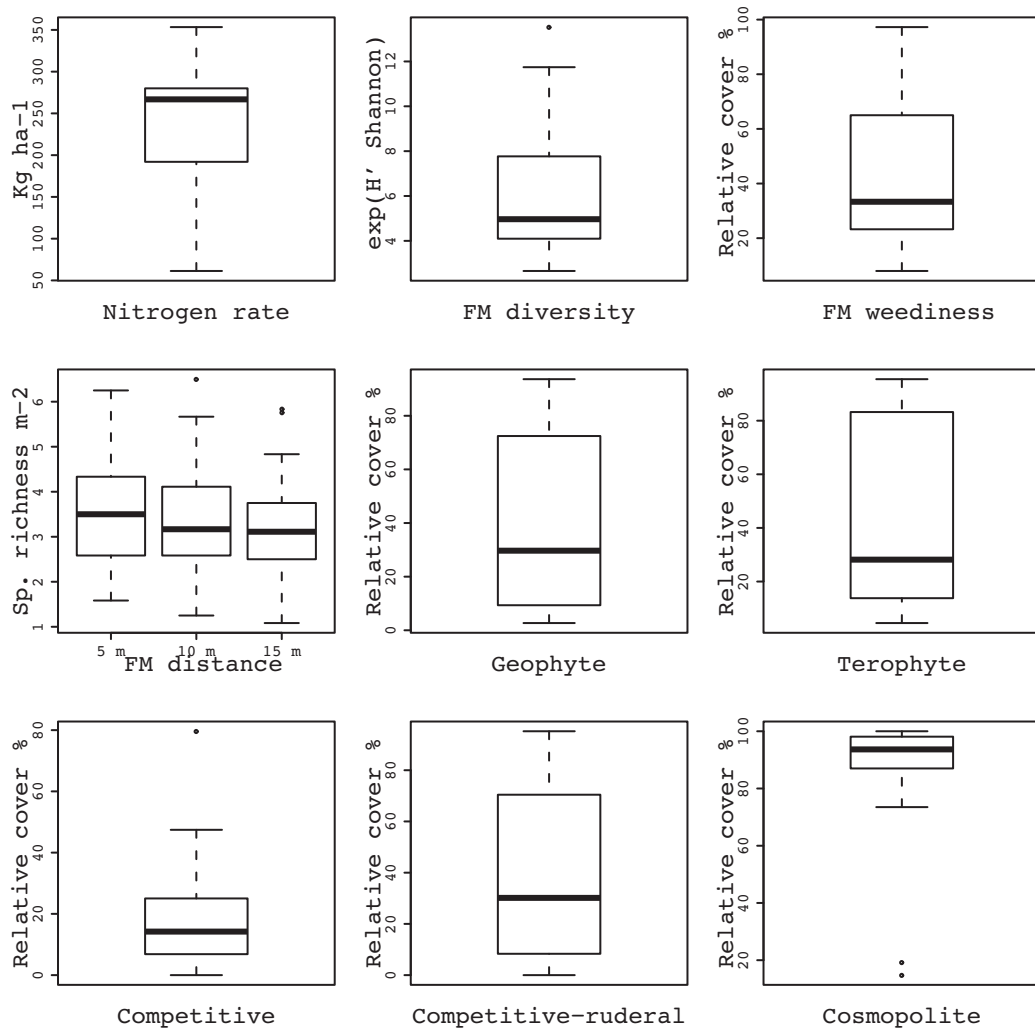 Kg ha-1
50 100 150 200 250 300 350
Nitrogen rate
exp(H' Shannon)
4 6 8 10 12
FM diversity
Relative cover %
20 40 60 80 100
FM weediness
Sp. richness m-2
1 2 3 4 5 6
5 m 10 m 15 m
FM distance
Relative cover %
0 20 40 60 80
Geophyte
Relative cover %
20 40 60 80
Terophyte
Relative cover %
0 20 40 60 80
Competitive
Relative cover %
0 20 40 60 80
Competitive-ruderal
Relative cover %
20 40 60 80 100
Cosmopolite